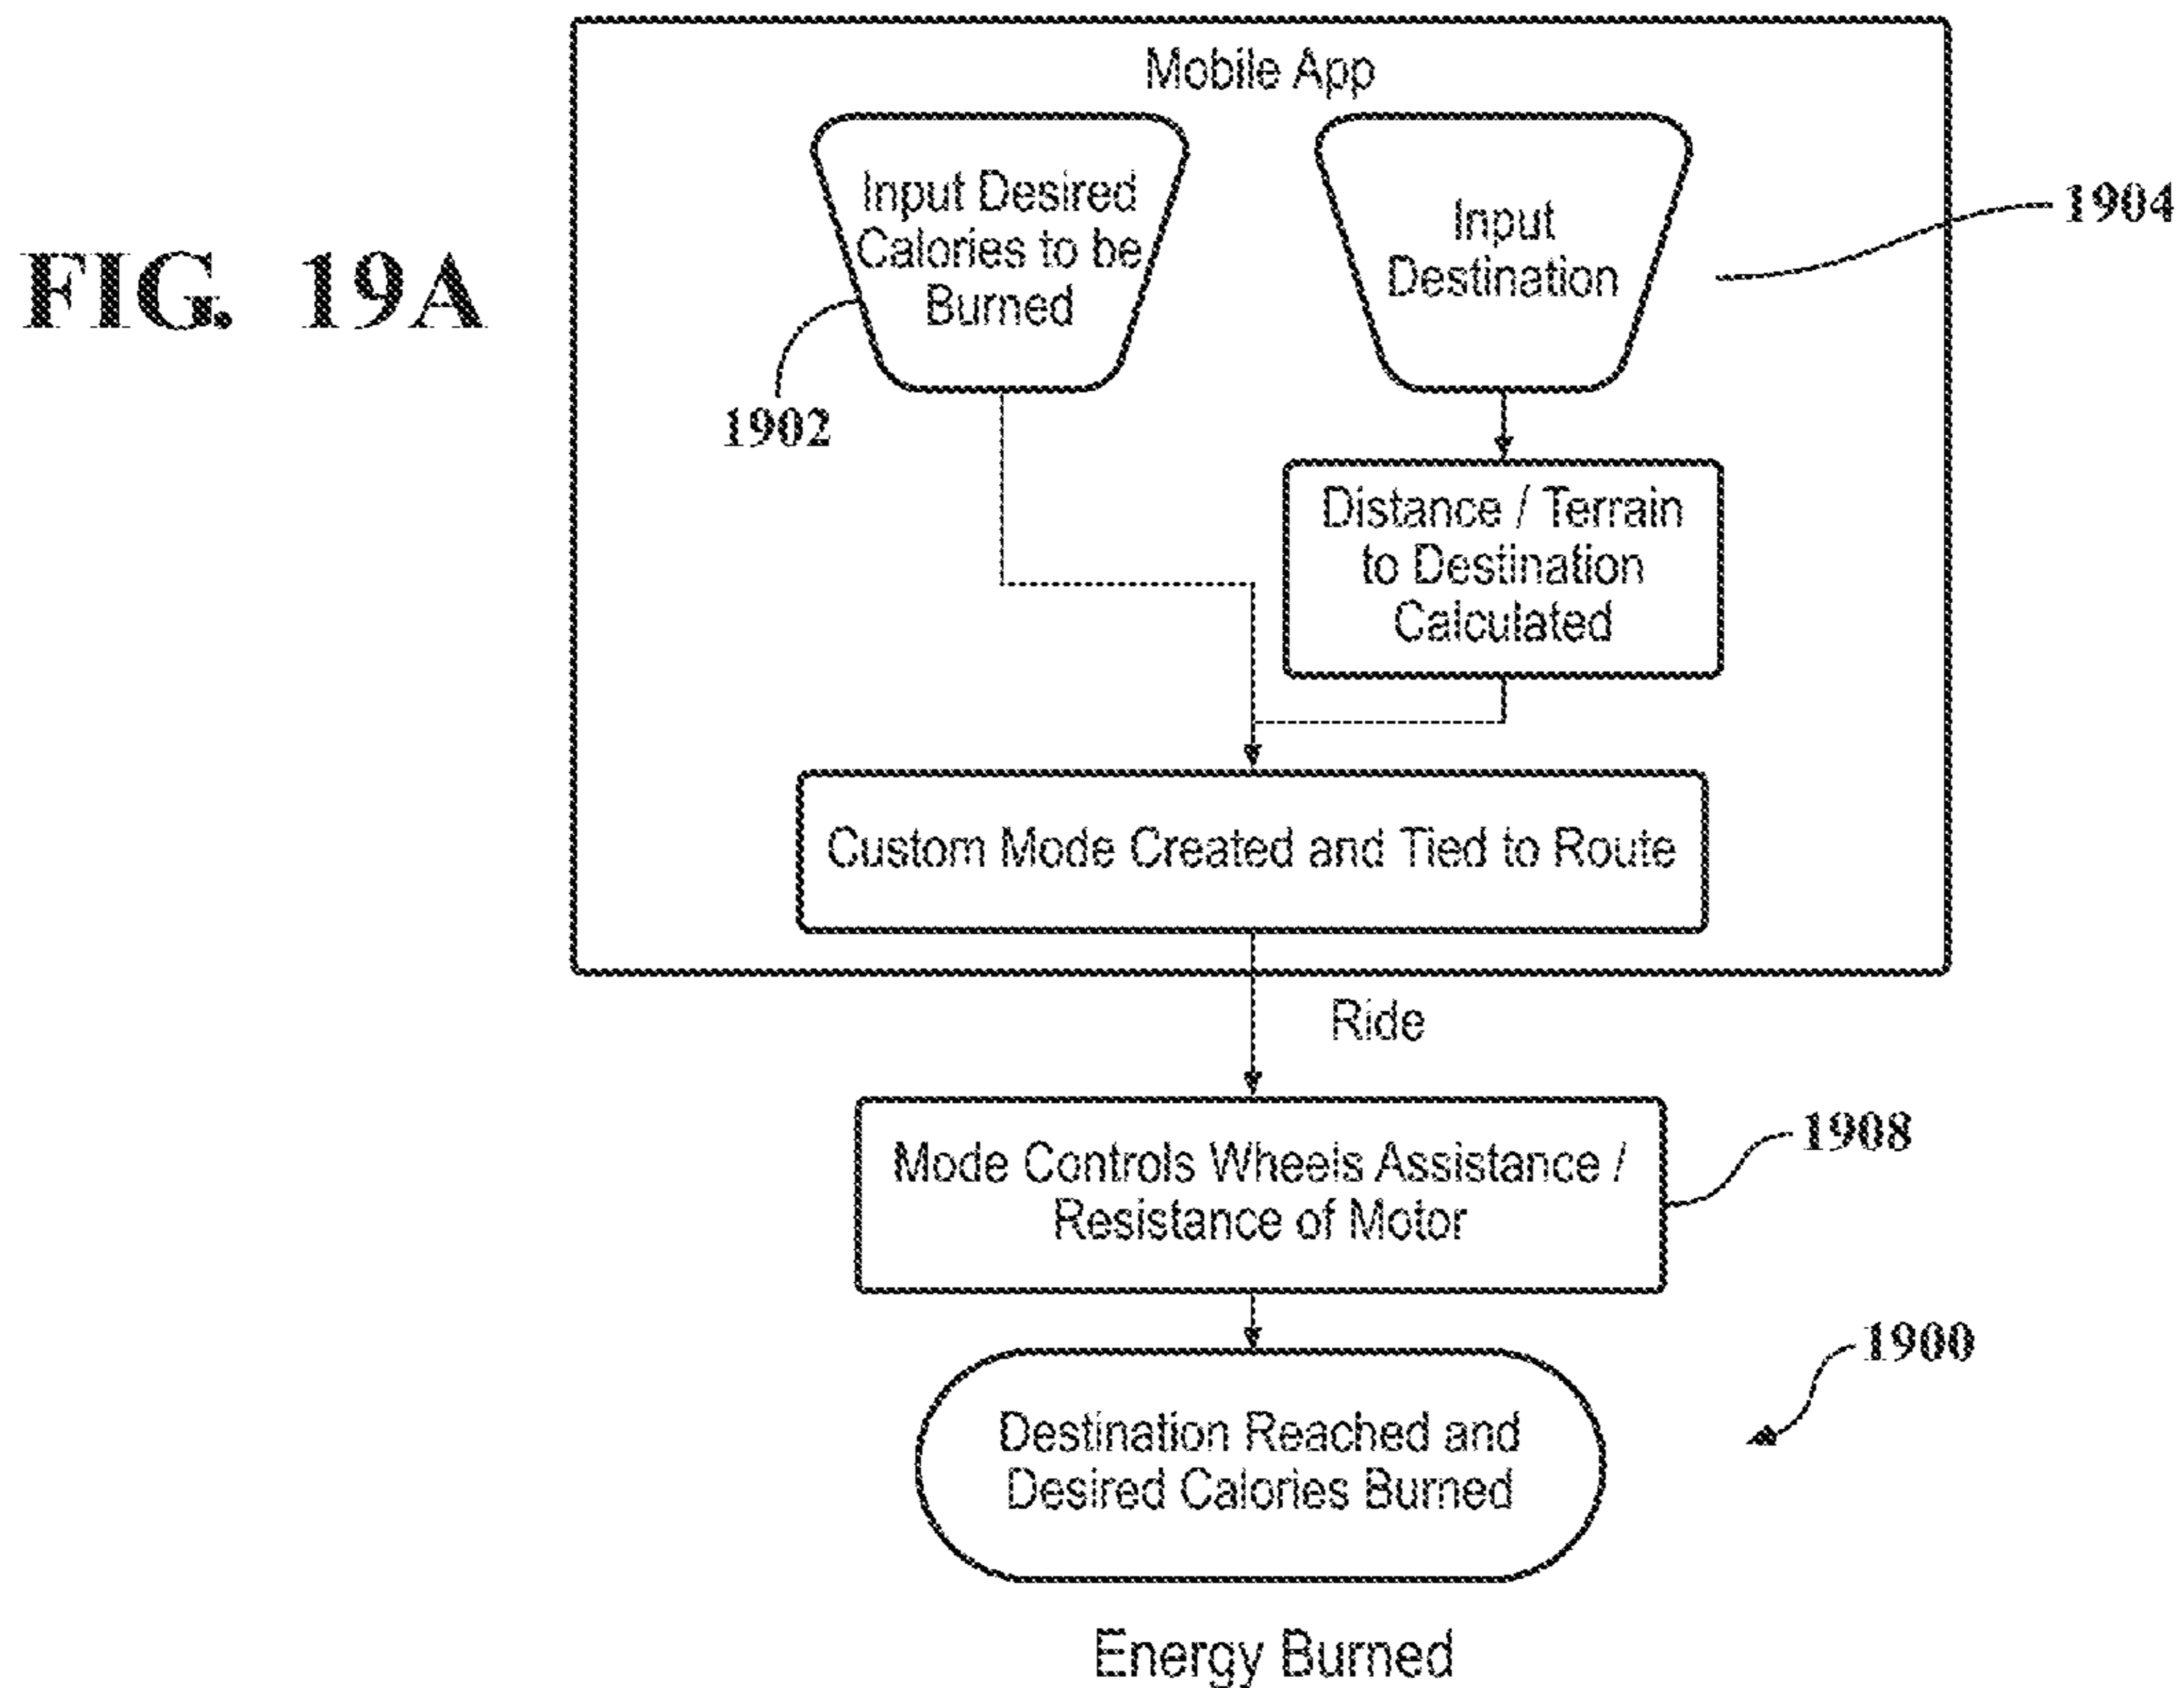 FIG. 19A
Mobile App
Input Desired
Calories to be
Burned
1902
Input
Destination
1904
Distance / Terrain
to Destination
Calculated
Custom Mode Created and Tied to Route
Ride
Mode Controls Wheels Assistance /
Resistance of Motor
1908
Destination Reached and
Desired Calories Burned
1900
Energy Burned